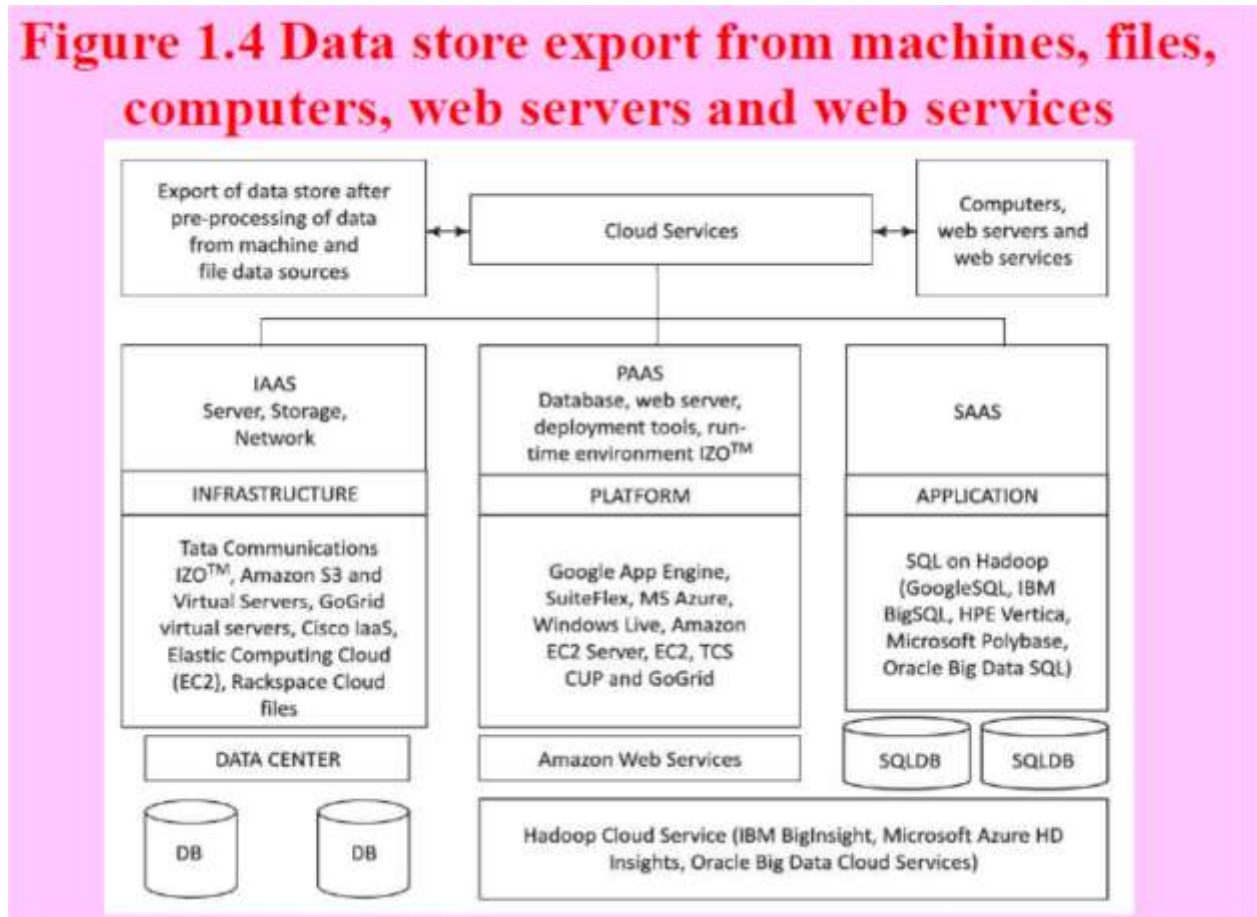 Figure 1.4 Data store export from machines, files,
computers, web servers and web services
Export of data store after
pre-processing of data
from machine and
file data sources
Cloud Services
Computers,
web servers and
web services
IAAS
Server, Storage,
Network
INFRASTRUCTURE
Tata Communications
IZO™, Amazon S3 and
Virtual Servers, GoGrid
virtual servers, Cisco IaaS,
Elastic Computing Cloud
(EC2), Rackspace Cloud
files
DATA CENTER
DB
DB
PAAS
Database, web server,
deployment tools, run-
time environment IZO™
PLATFORM
Google App Engine,
SuiteFlex, MS Azure,
Windows Live, Amazon
EC2 Server, EC2, TCS
CUP and GoGrid
Amazon Web Services
SAAS
APPLICATION
SQL on Hadoop
(GoogleSQL, IBM
BigSQL, HPE Vertica,
Microsoft Polybase,
Oracle Big Data SQL)
SQLDB
SQLDB
Hadoop Cloud Service (IBM BigInsight, Microsoft Azure HD
Insights, Oracle Big Data Cloud Services)